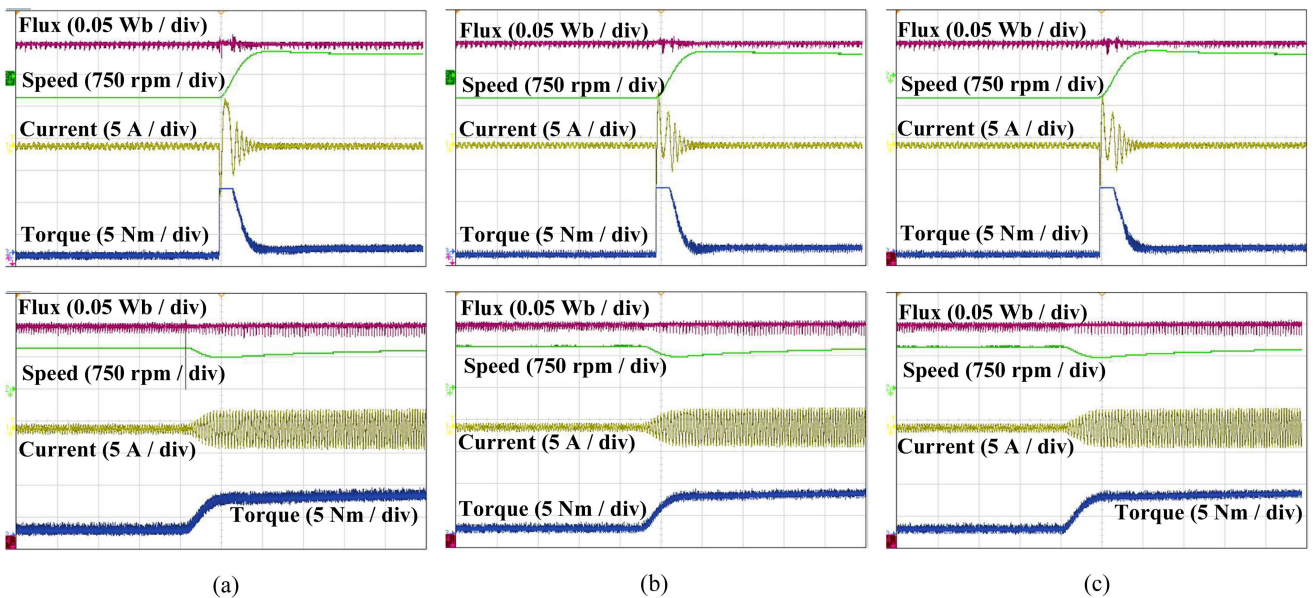 Flux (0.05 Wb / div)
Speed (750 rpm / div)
Current (5 A / div)
Torque (5 Nm / div)
Flux (0.05 Wb / div)
Speed (750 rpm / div)
Current (5 A / div)
Torque (5 Nm / div)
Flux (0.05 Wb / div)
Speed (750 rpm / div)
Current (5 A / div)
Torque (5 Nm / div)
Flux (0.05 Wb / div)
Speed (750 rpm / div)
Current (5 A / div)
Torque (5 Nm / div)
Flux (0.05 Wb / div)
Speed (750 rpm / div)
Current (5 A / div)
Torque (5 Nm / div)
Flux (0.05 Wb / div)
Speed (750 rpm / div)
Current (5 A / div)
Torque (5 Nm / div)
(a)
(b)
(c)